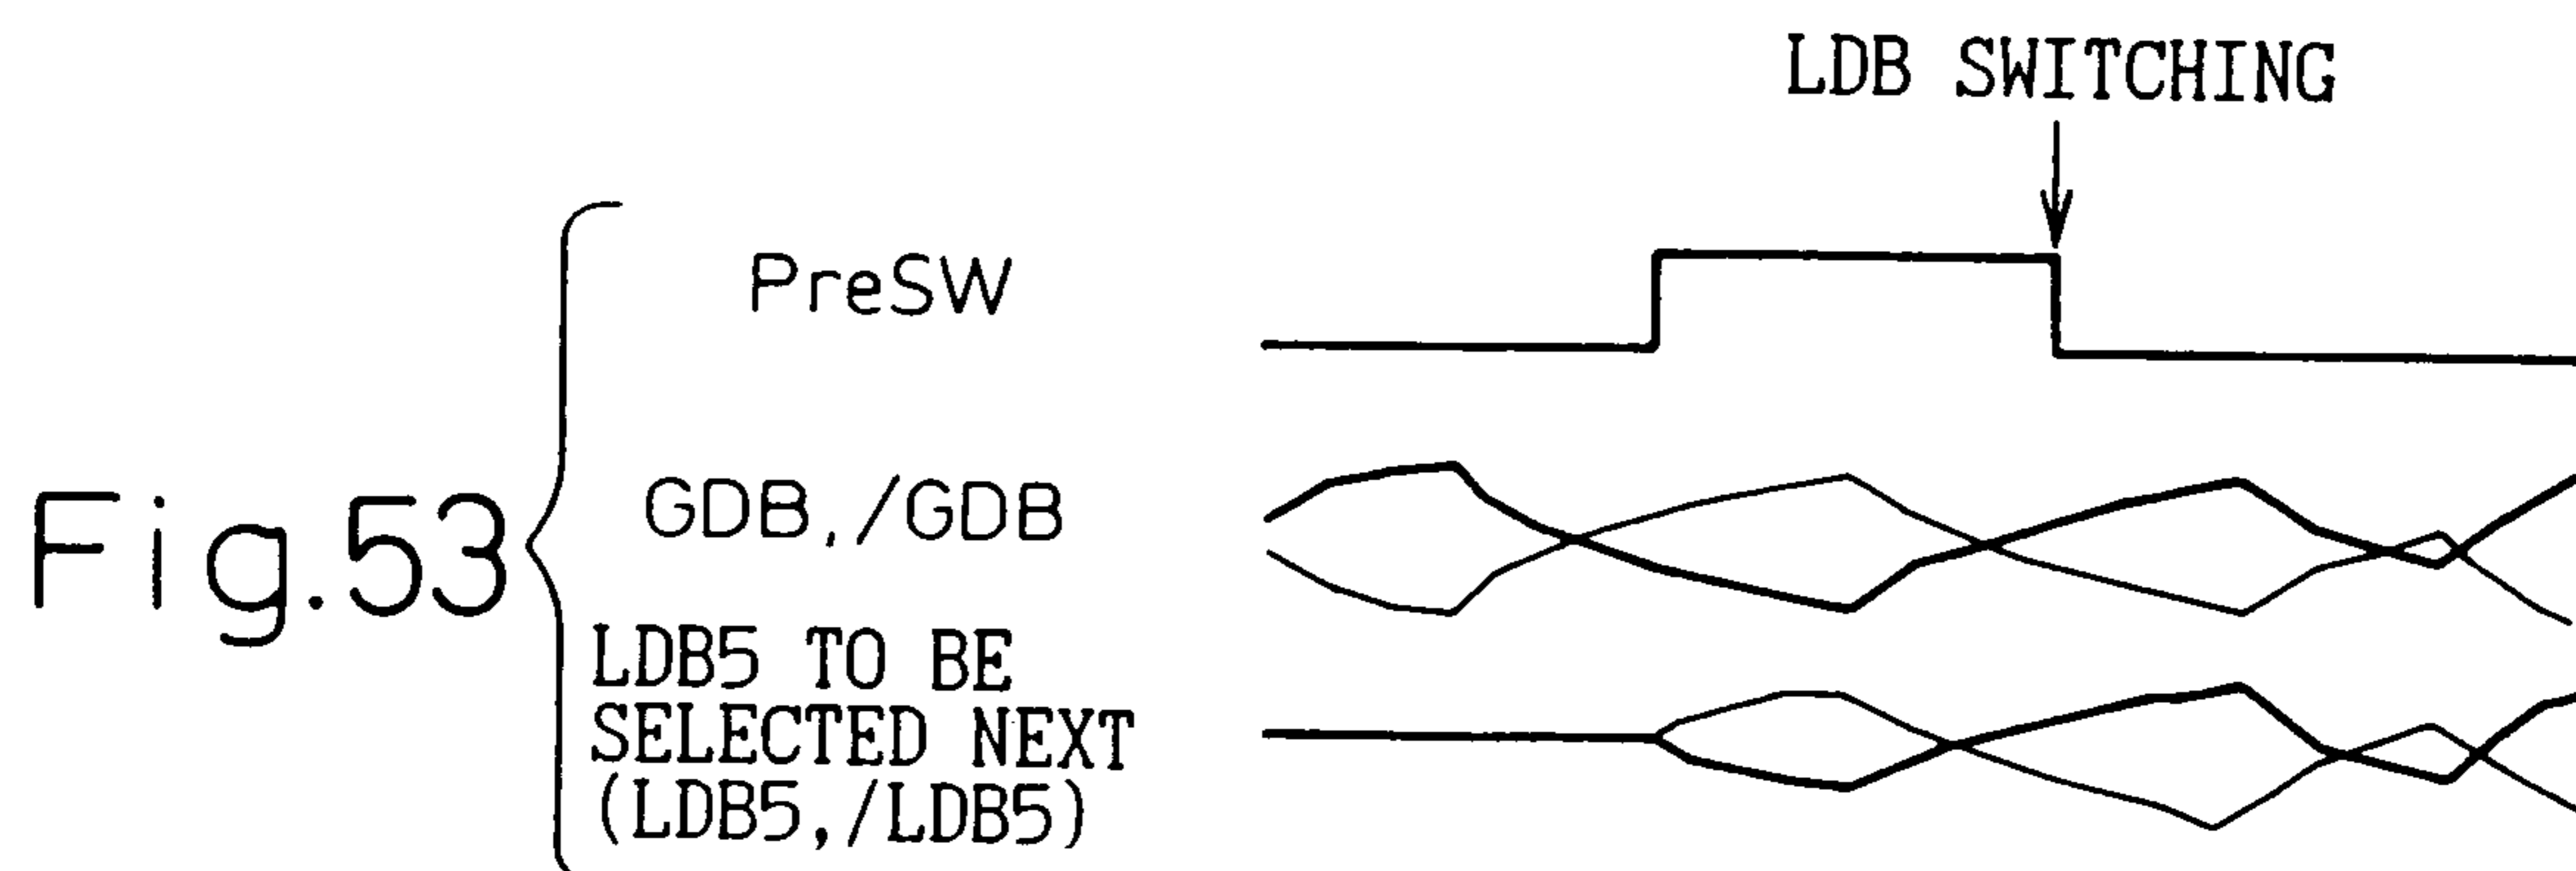 LDB SWITCHING
PreSW
GDB,/GDB
Fig.53
LDB5 TO BE
SELECTED NEXT
(LDB5,/LDB5)